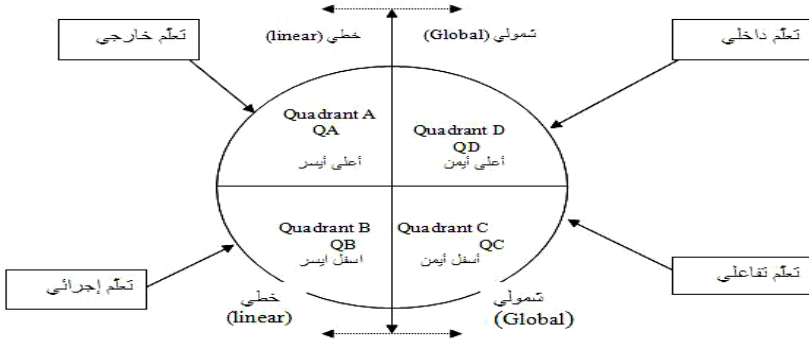 خطي (linear)
شمولي (Global)
تعلّم خارجي
تعلّم داخلي
Quadrant A
QA
أعلى أيسر
Quadrant D
QD
أعلى أيمن
Quadrant B
QB
اسفل ايسر
Quadrant C
QC
أسفل أيمن
تعلّم إجرائي
تعلّم تفاعلي
خطي
(linear)
شمولي
(Global)